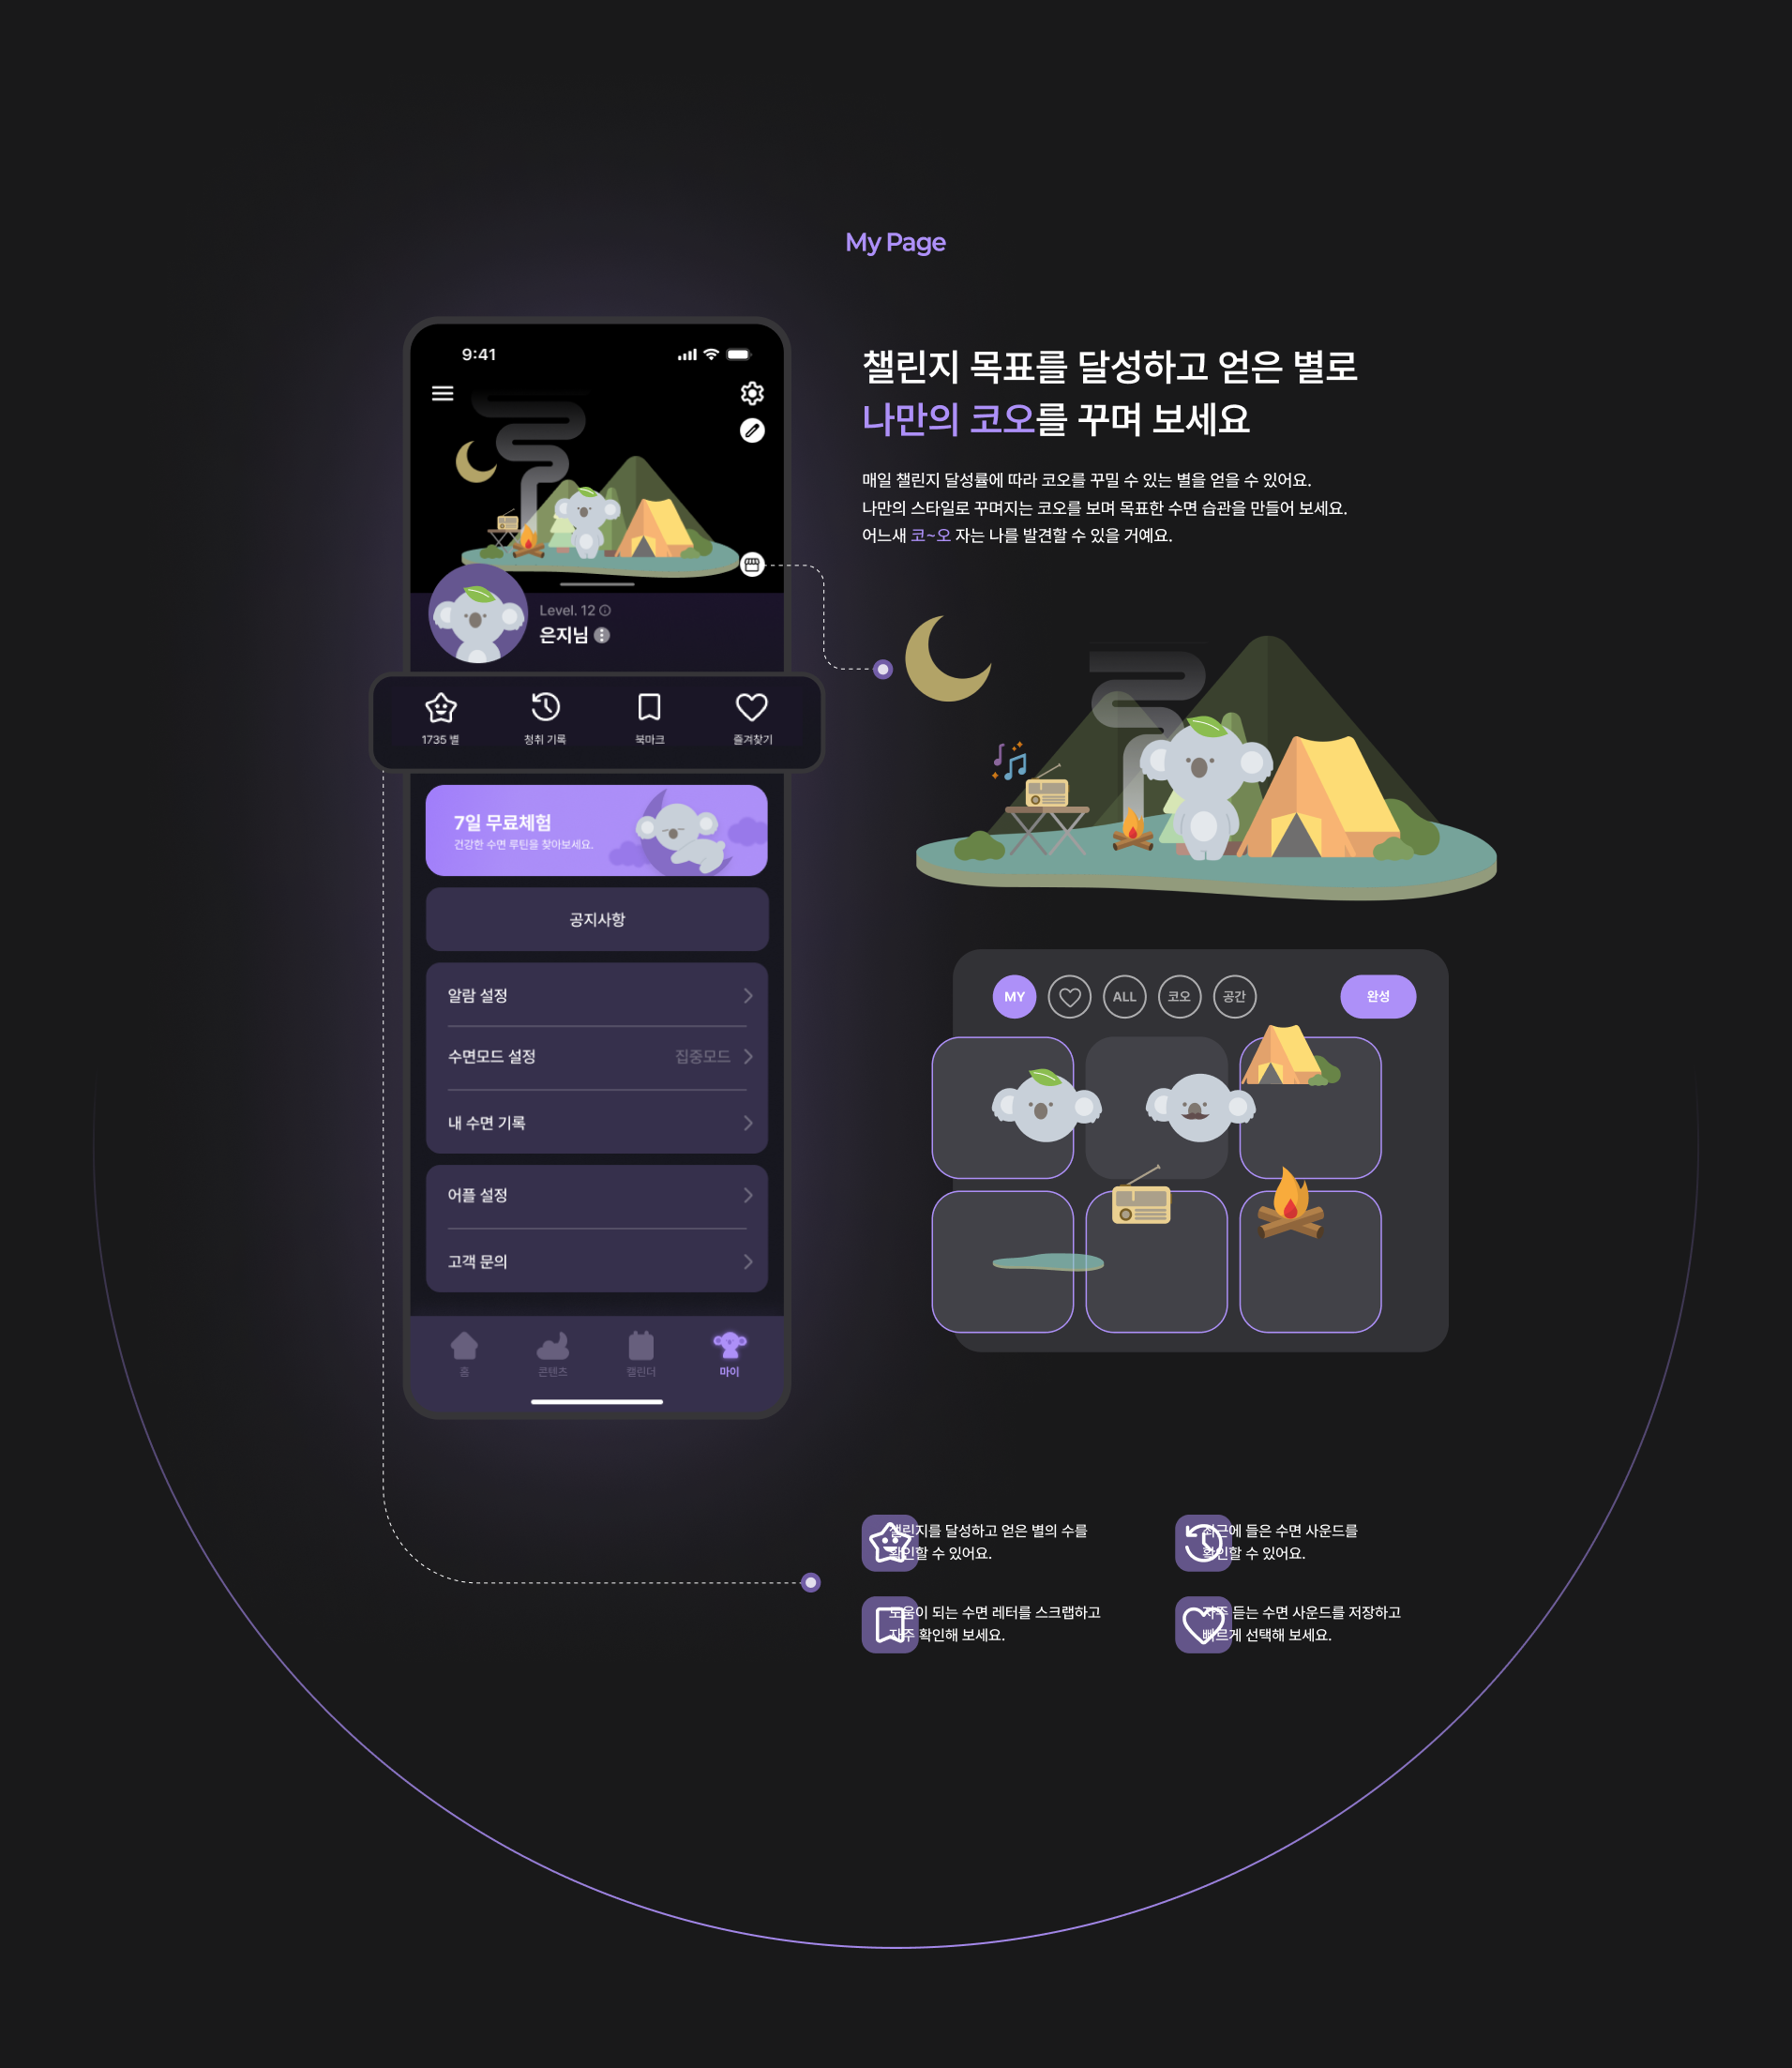 My Page
9:41
Level. 12
은지님
1735 별
청취 기록
북마크
즐겨찾기
7일 무료체험
건강한 수면 루틴을 찾아보세요.
공지사항
알람 설정
수면모드 설정
집중모드
내 수면 기록
어플 설정
고객 문의
홈
콘텐츠
캘린더
마이
챌린지 목표를 달성하고 얻은 별로
나만의 코오를 꾸며 보세요
매일 챌린지 달성률에 따라 코오를 꾸밀 수 있는 별을 얻을 수 있어요.
나만의 스타일로 꾸며지는 코오를 보며 목표한 수면 습관을 만들어 보세요.
어느새 코~오 자는 나를 발견할 수 있을 거예요.
MY
ALL
코오
공간
완성
챌린지를 달성하고 얻은 별의 수를
확인할 수 있어요.
최근에 들은 수면 사운드를
확인할 수 있어요.
도움이 되는 수면 레터를 스크랩하고
자주 확인해 보세요.
자주 듣는 수면 사운드를 저장하고
빠르게 선택해 보세요.